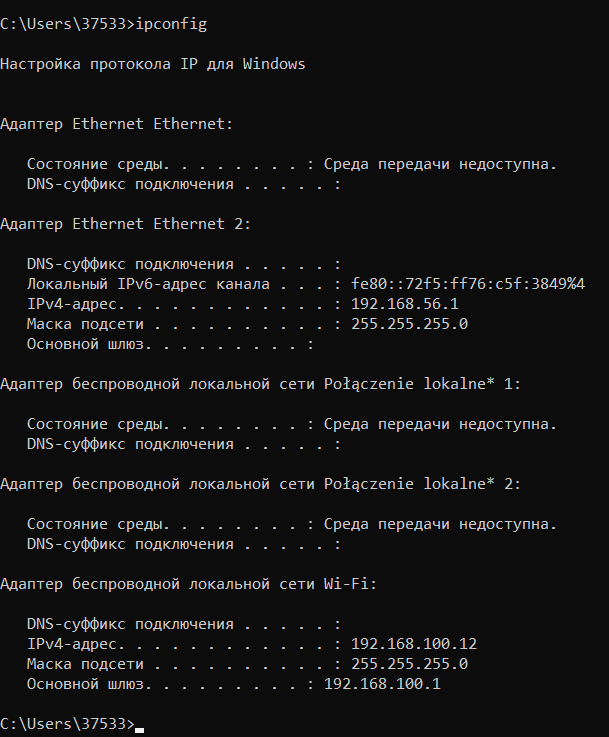 C:\Users\37533>ipconfig
Настройка протокола IP для Windows
Адаптер Ethernet Ethernet:
Состояние среды. . . . . . . . : Среда передачи недоступна.
DNS-суффикс подключения . . . . . :
Адаптер Ethernet Ethernet 2:
DNS-суффикс подключения . . . . . :
Локальный IPv6-адрес канала . . . : fe80::72f5:ff76:c5f:3849%4
IPv4-адрес. . . . . . . . . . . . : 192.168.56.1
Маска подсети . . . . . . . . . . : 255.255.255.0
Основной шлюз. . . . . . . . . :
Адаптер беспроводной локальной сети Połączenie lokalne* 1:
Состояние среды. . . . . . . . : Среда передачи недоступна.
DNS-суффикс подключения . . . . . :
Адаптер беспроводной локальной сети Połączenie lokalne* 2:
Состояние среды. . . . . . . . : Среда передачи недоступна.
DNS-суффикс подключения . . . . . :
Адаптер беспроводной локальной сети Wi-Fi:
DNS-суффикс подключения . . . . . :
IPv4-адрес. . . . . . . . . . . . : 192.168.100.12
Маска подсети . . . . . . . . . . : 255.255.255.0
Основной шлюз. . . . . . . . . : 192.168.100.1
C:\Users\37533>